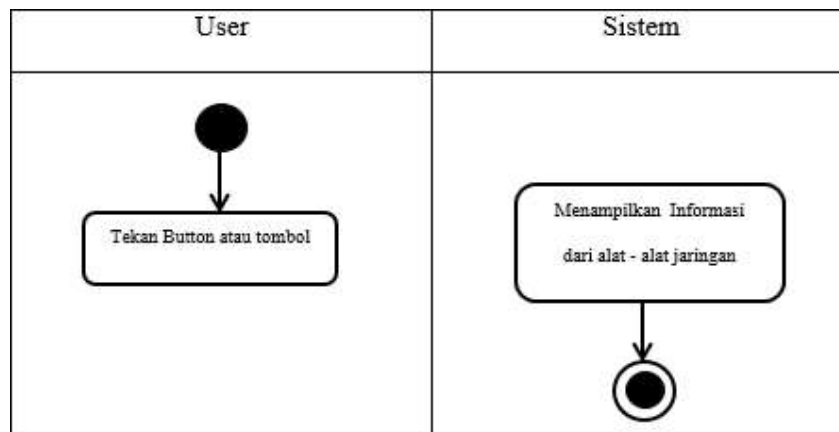 User
Sistem
Tekan Button atau tombol
Menampilkan Informasi
dari alat - alat jaringan